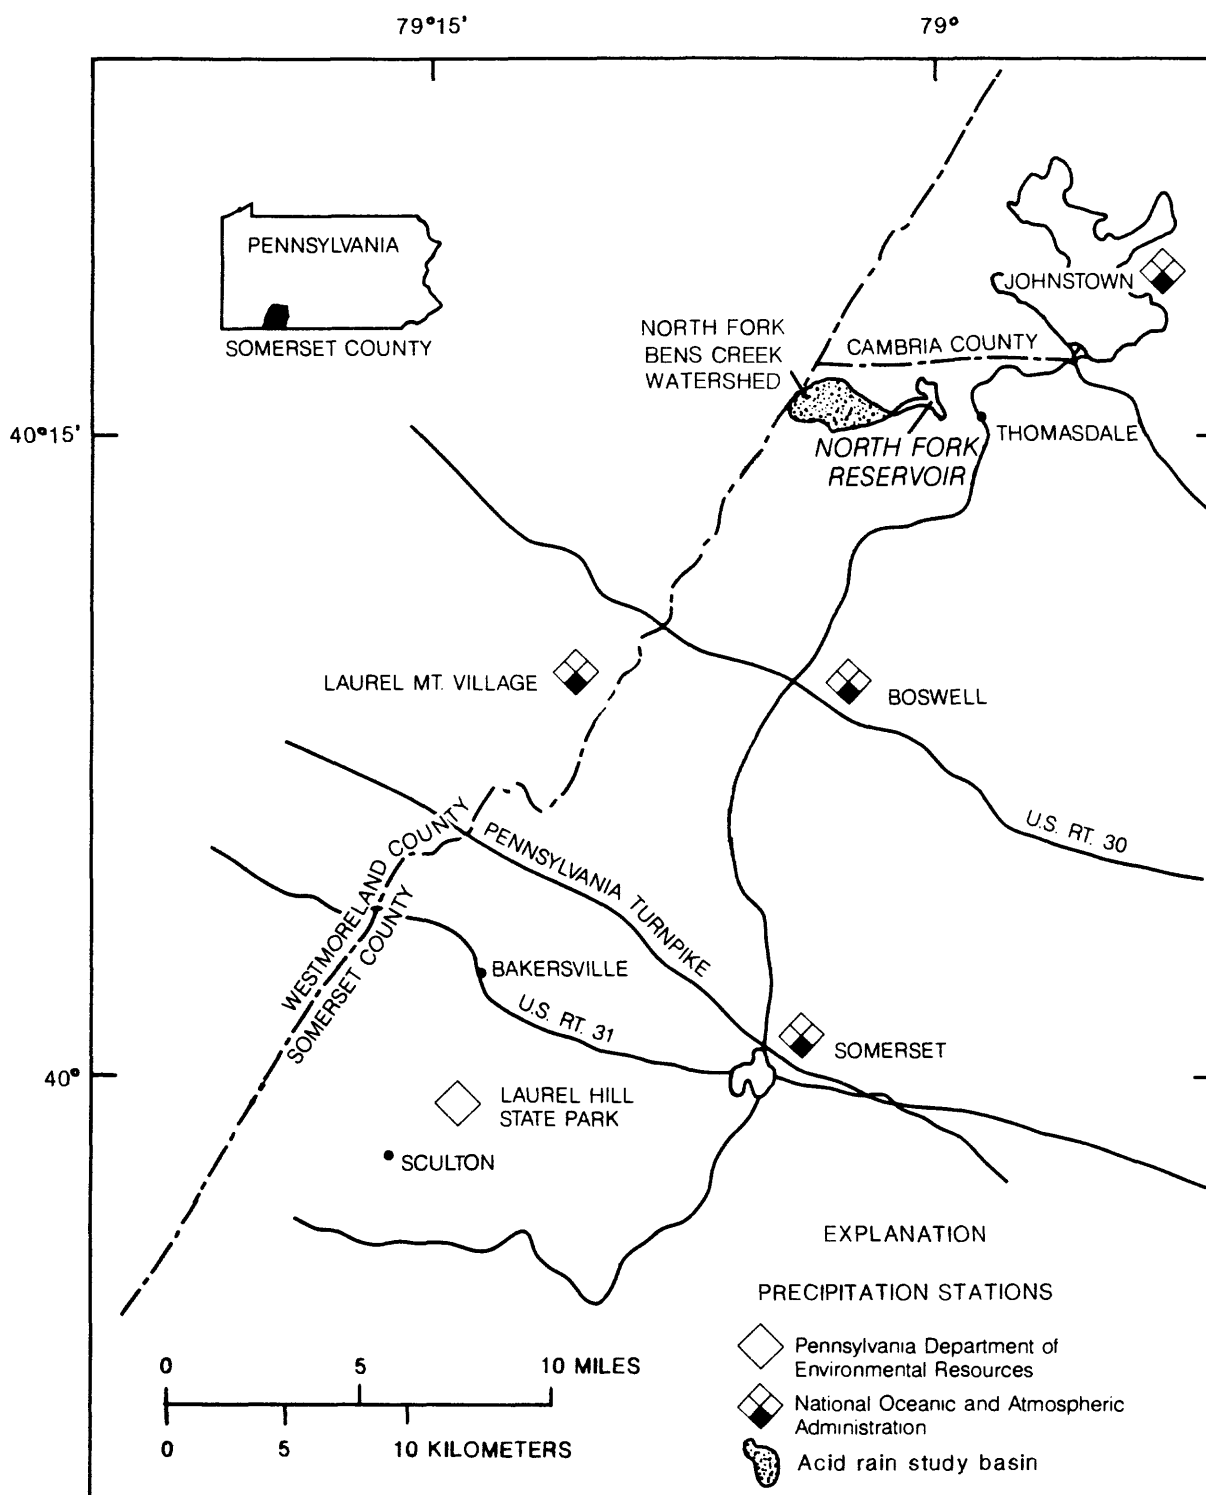 79°15'
79°
PENNSYLVANIA
SOMERSET COUNTY
JOHNSTOWN
NORTH FORK
BENS CREEK
WATERSHED
CAMBRIA COUNTY
40°15'
THOMASDALE
NORTH FORK
RESERVOIR
LAUREL MT. VILLAGE
BOSWELL
U.S. RT. 30
WESTMORELAND COUNTY
SOMERSET COUNTY
PENNSYLVANIA TURNPIKE
BAKERSVILLE
U.S. RT. 31
SOMERSET
40°
LAUREL HILL
STATE PARK
SCULTON
EXPLANATION
PRECIPITATION STATIONS
Pennsylvania Department of
Environmental Resources
National Oceanic and Atmospheric
Administration
Acid rain study basin
0 5 10 MILES
0 5 10 KILOMETERS